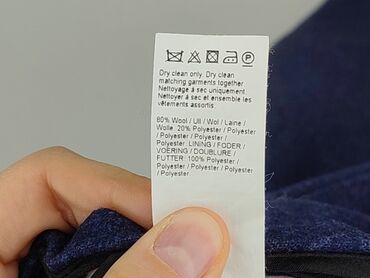 Dry clean only. Dry clean
matching garments together
Nettoyage à sec uniquement.
Nettoyer à sec et ensemble les
vêtements assortis.
80% Wool / Ull / Wol / Laine /
Wolle. 20% Polyester / Polyester
/ Polyester / Polyester /
Polyester. LINING / FODER /
VOERING / DOUBLURE /
FUTTER: 100% Polyester /
Polyester / Polyester / Polyester
/ Polyester